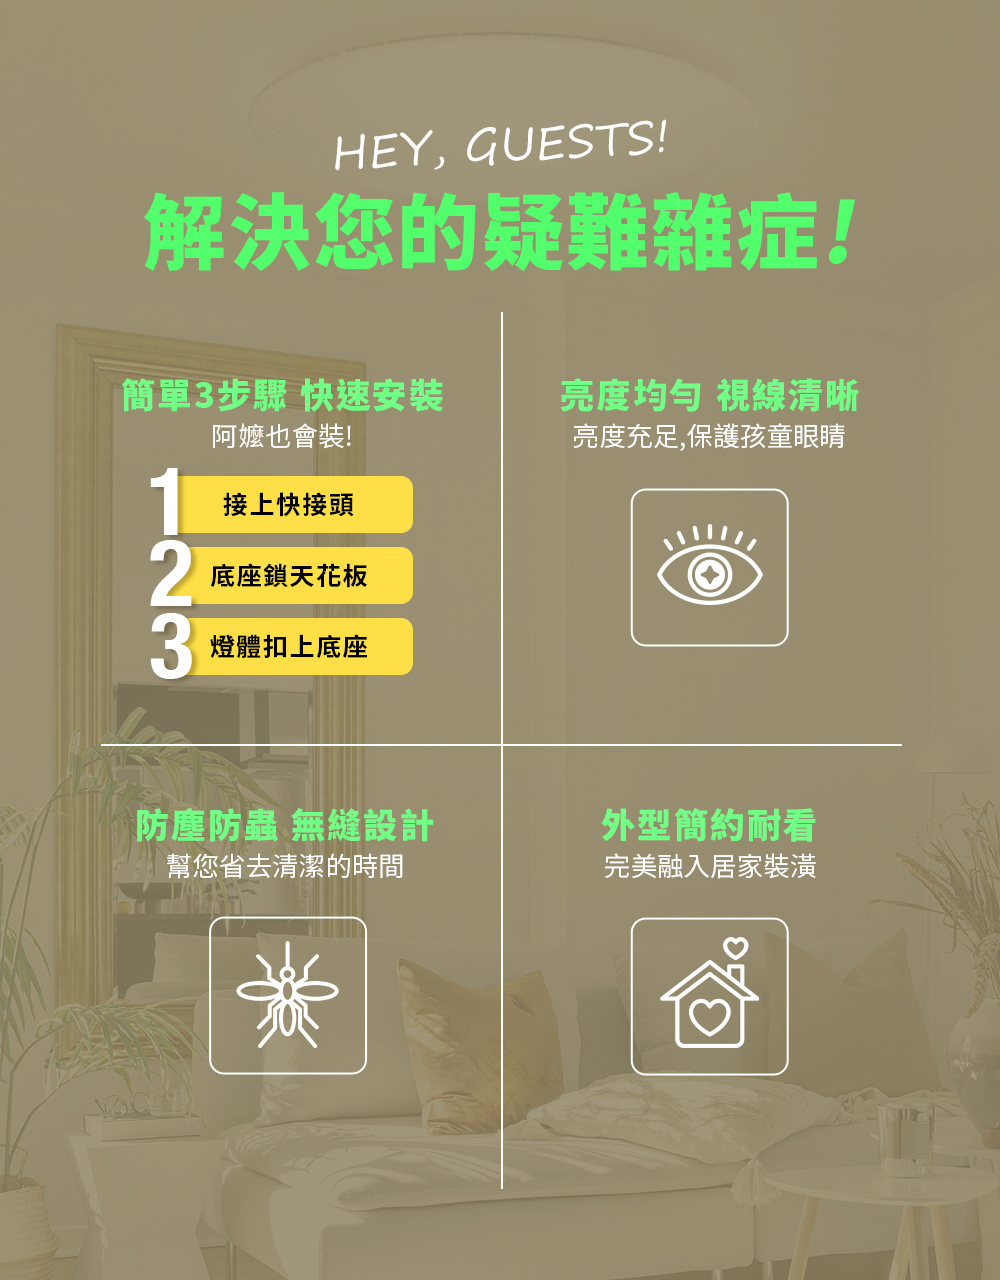 HEY, GUESTS!
解決您的疑難雜症!
簡單3步驟 快速安裝
阿嬤也會裝!
1 接上快接頭
2 底座鎖天花板
3 燈體扣上底座
亮度均勻 視線清晰
亮度充足,保護孩童眼睛
防塵防蟲 無縫設計
幫您省去清潔的時間
外型簡約耐看
完美融入居家裝潢